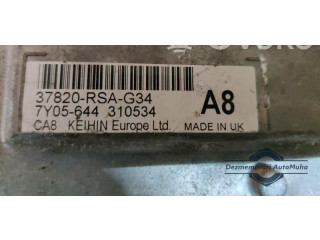 37820-RSA-G34
7Y05-644 310534
A8
CA8 KEIHIN Europe Ltd. MADE IN UK
Dezmembrari AutoMuha